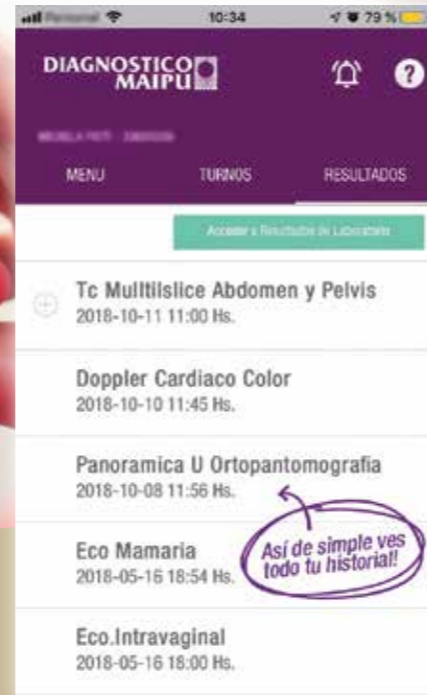 10:34
79 %
DIAGNOSTICO
MAIPU
?
MENU
TURNOS
RESULTADOS
Acceder a Resultados de Laboratorio
Tc Mulltilslice Abdomen y Pelvis
2018-10-11 11:00 Hs.
Doppler Cardiaco Color
2018-10-10 11:45 Hs.
Panoramica U Ortopantomografia
2018-10-08 11:56 Hs.
Así de simple ves
todo tu historial!
Eco Mamaria
2018-05-16 18:54 Hs.
Eco.Intravaginal
2018-05-16 18:00 Hs.